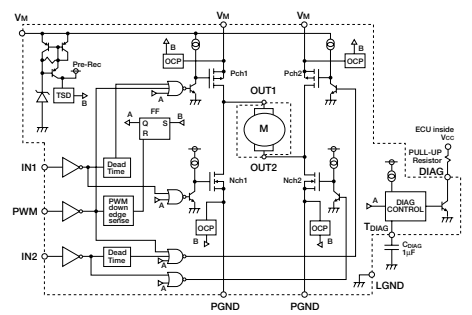 VM
VM
VM
B
OCP
Pch1
Pch2
B
OCP
Pre-Rec
TSD
B
A
A
OUT1
M
OUT2
FF
A
Q
S
R
B
ECU inside
VCC
PULL-UP
Resistor
DIAG
IN1
Dead
Time
A
Nch1
Nch2
PWM
PWM
down
edge
sense
OCP
B
OCP
B
A
DIAG
CONTROL
TDIAG
CDIAG
1μF
IN2
Dead
Time
A
A
LGND
PGND
PGND